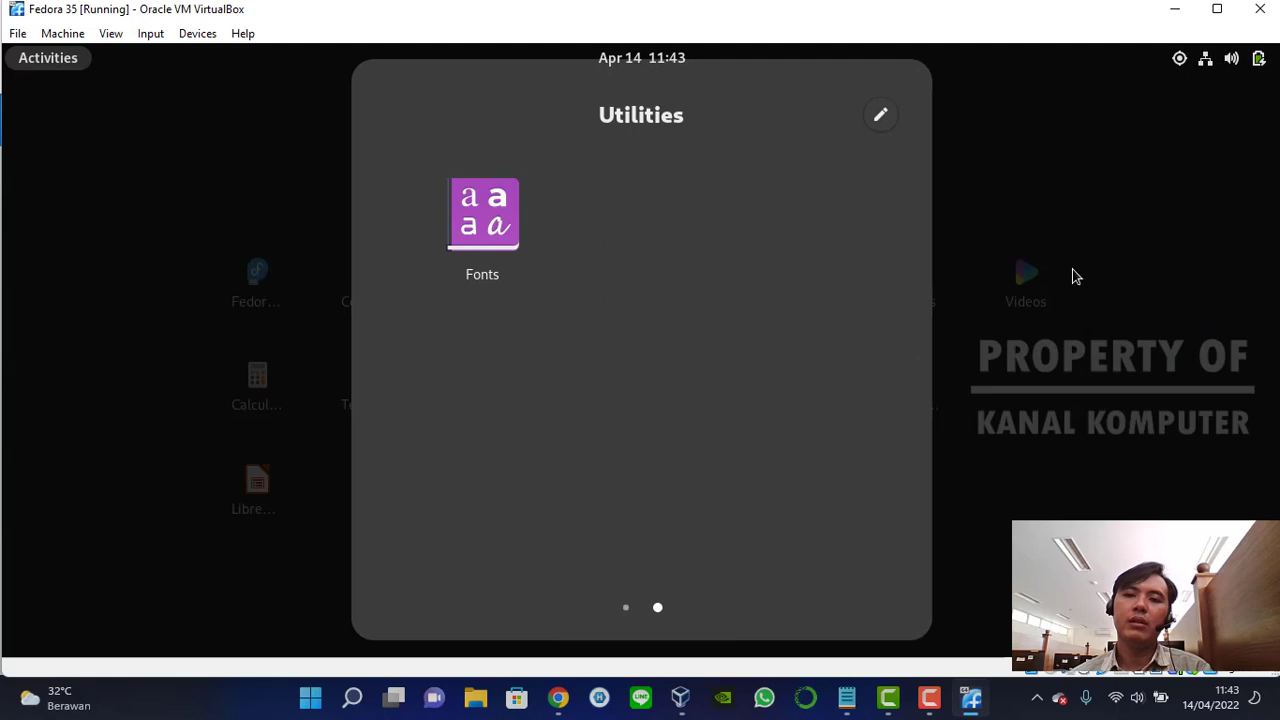 Fedora 35 [Running] - Oracle VM VirtualBox
File Machine View Input Devices Help
Activities
Apr 14 11:43
Utilities
a a
a a
Fonts
Fedor...
Videos
Calcul...
Libre...
PROPERTY OF
KANAL KOMPUTER
32°C
Berawan
11:43
14/04/2022